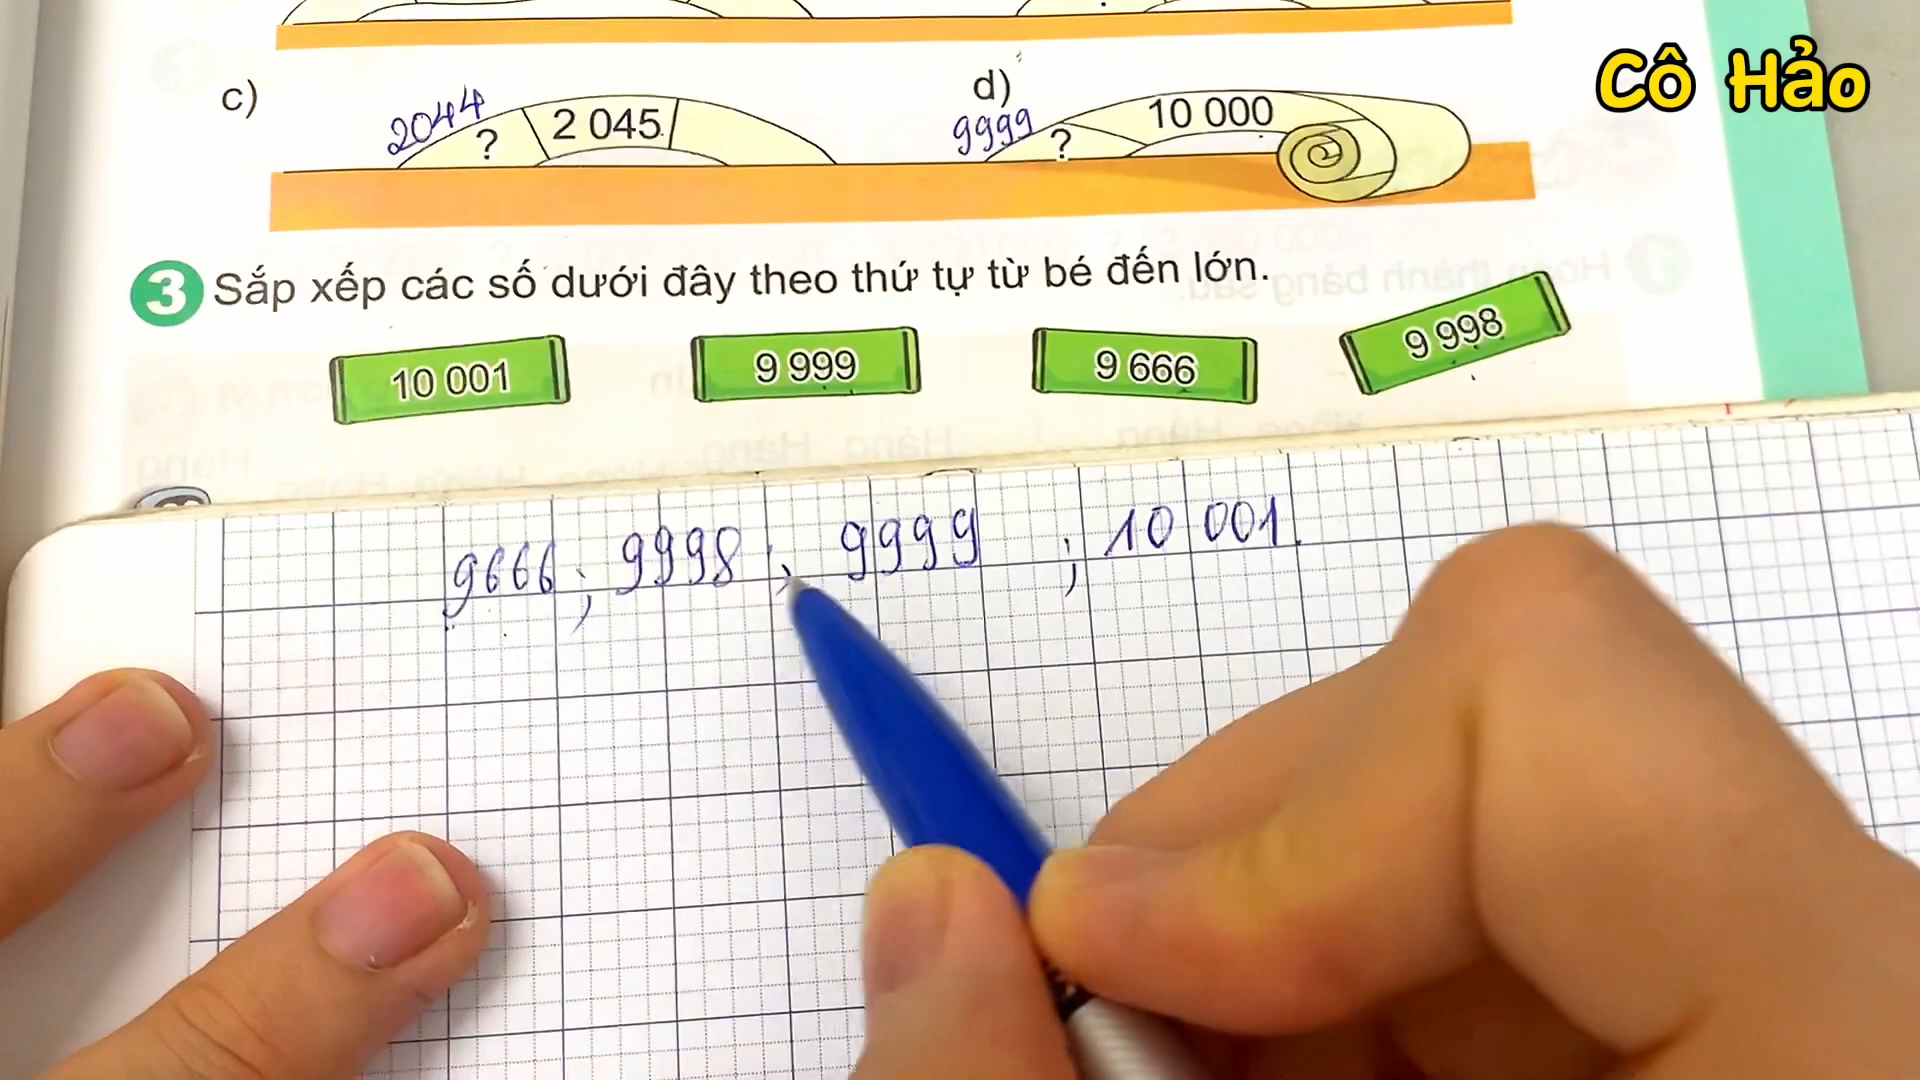 Cô Hảo
c) 2044 ? 2 045
d) 9999 ? 10 000
3 Sắp xếp các số dưới đây theo thứ tự từ bé đến lớn.
10 001 9 999 9 666 9 998
9666 ; 9998 ; 9999 ; 10 001.